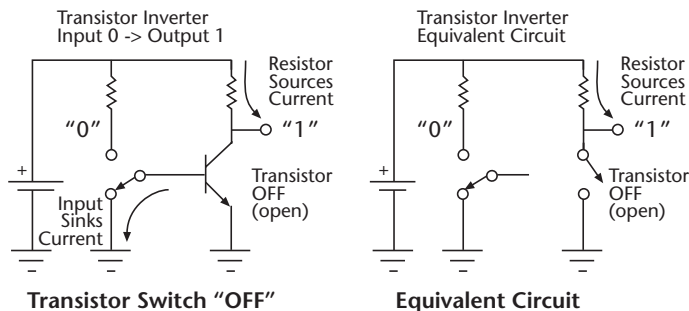 Transistor Inverter
Input 0 -> Output 1
Resistor
Sources
Current
“0”
“1”
+
Input
Sinks
Current
Transistor
OFF
(open)
Transistor Switch “OFF”
Transistor Inverter
Equivalent Circuit
Resistor
Sources
Current
“0”
“1”
+
Transistor
OFF
(open)
Equivalent Circuit